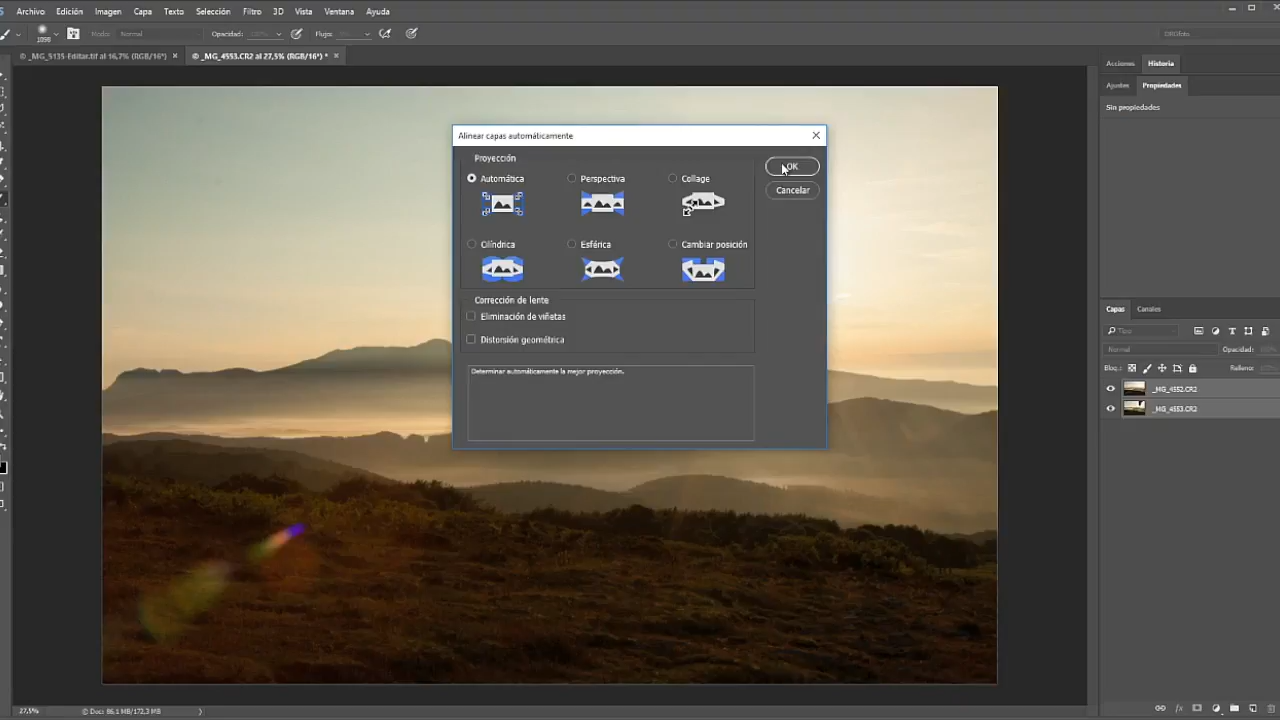 Archivo Edición Imagen Capa Texto Selección Filtro 3D Vista Ventana Ayuda
Modo: Normal Opacidad: Flujo:
© _MG_5135-Editar.tif al 16,7% (RGB/16*) × © _MG_4553.CR2 al 27,5% (RGB/16*) * ×
Acciones Historia
Ajustes Propiedades
Sin propiedades
Alinear capas automáticamente
Proyección
Automática Perspectiva Collage
OK
Cancelar
Cilíndrica Esférica Cambiar posición
Corrección de lente
Eliminación de viñetas
Distorsión geométrica
Determinar automáticamente la mejor proyección.
Capas Canales
Tipo
Normal Opacidad:
Bloq.: Relleno:
_MG_4552.CR2
_MG_4553.CR2
27,5% Doc: 86,1 MB/172,3 MB